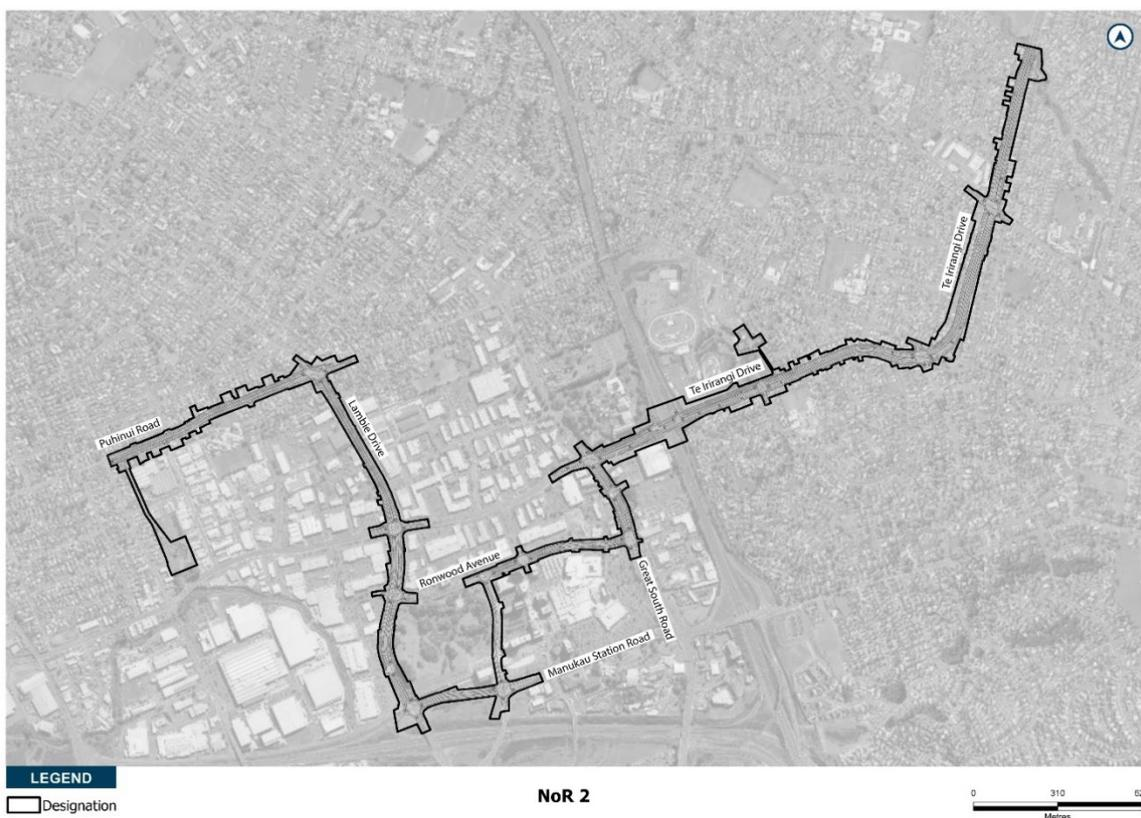 Te Irirangi Drive
Te Irirangi Drive
Puhinui Road
Lambie Drive
Ronwood Avenue
Great South Road
Manukau Station Road
LEGEND
Designation
NoR 2
0 310 62
Metres